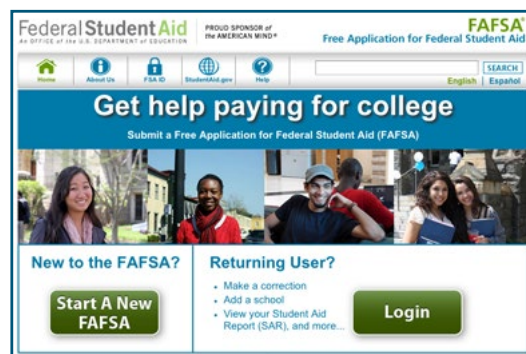 Federal Student Aid
An OFFICE of the U.S. DEPARTMENT of EDUCATION
PROUD SPONSOR of
the AMERICAN MIND®
FAFSA®
Free Application for Federal Student Aid
Home
About Us
FSA ID
StudentAid.gov
Help
SEARCH
English | Español
Get help paying for college
Submit a Free Application for Federal Student Aid (FAFSA)
New to the FAFSA?
Start A New
FAFSA
Returning User?
• Make a correction
• Add a school
• View your Student Aid
Report (SAR), and more...
Login